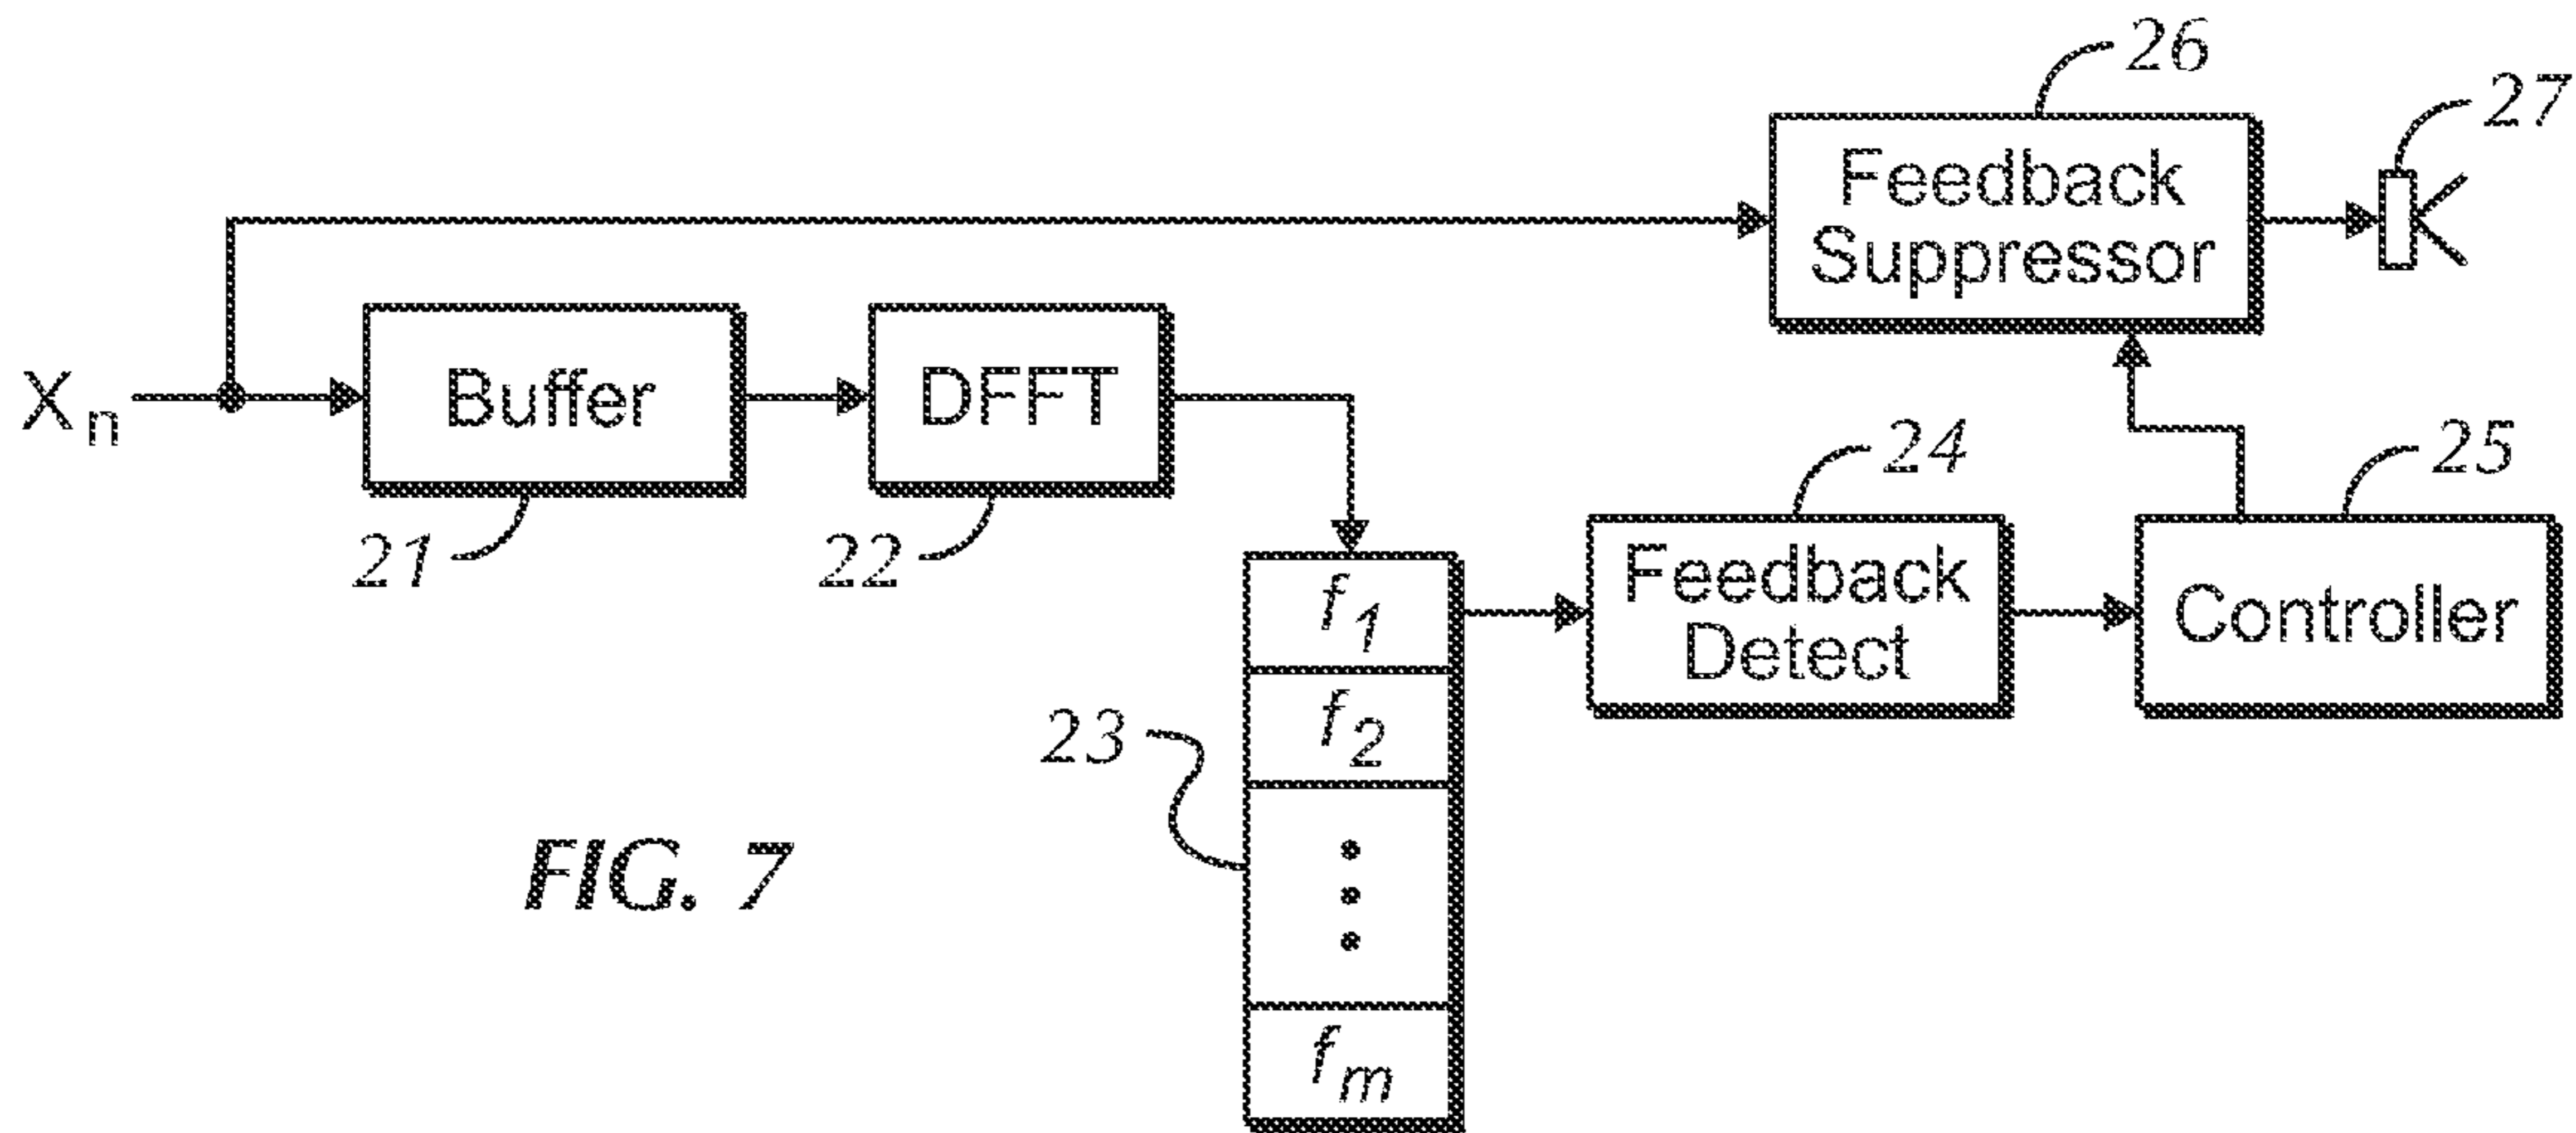 26
27
Feedback
Suppressor
Xn
Buffer
DFFT
21
22
24
25
f1
f2
fm
23
Feedback
Detect
Controller
FIG. 7